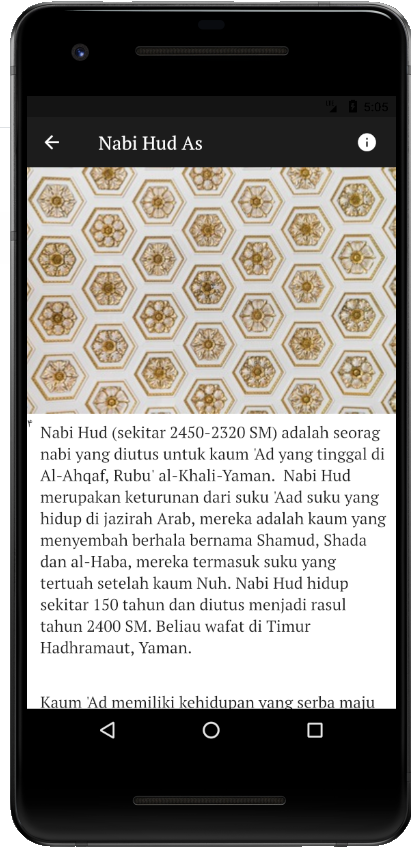 5:05
Nabi Hud As
۴
Nabi Hud (sekitar 2450-2320 SM) adalah seorag
nabi yang diutus untuk kaum 'Ad yang tinggal di
Al-Ahqaf, Rubu' al-Khali-Yaman. Nabi Hud
merupakan keturunan dari suku 'Aad suku yang
hidup di jazirah Arab, mereka adalah kaum yang
menyembah berhala bernama Shamud, Shada
dan al-Haba, mereka termasuk suku yang
tertuah setelah kaum Nuh. Nabi Hud hidup
sekitar 150 tahun dan diutus menjadi rasul
tahun 2400 SM. Beliau wafat di Timur
Hadhramaut, Yaman.
Kaum 'Ad memiliki kehidupan yang serba maju